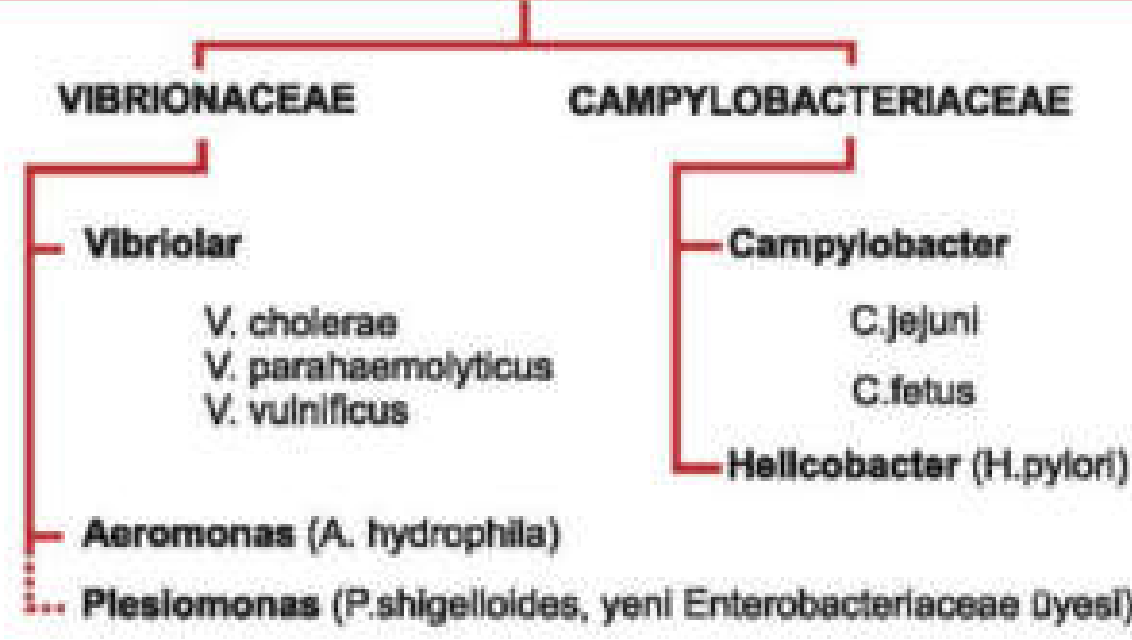 VIBRIONACEAE
Vibriolar
V. cholerae
V. parahaemolyticus
V. vulnificus
Aeromonas (A. hydrophila)
Plesiomonas (P.shigelloides, yeni Enterobacteriaceae üyesi)
CAMPYLOBACTERIACEAE
Campylobacter
C.jejuni
C.fetus
Helicobacter (H.pylori)